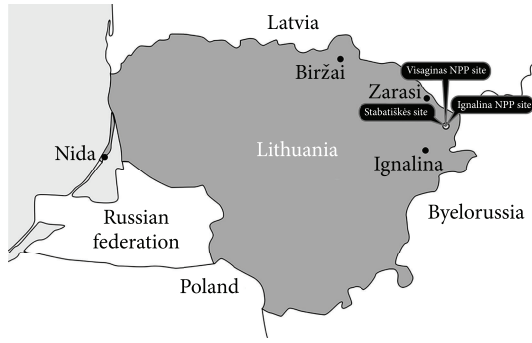 Latvia
Visaginas NPP site
Biržai
Zarasi
Ignalina NPP site
Stabatiškės site
Nida
Lithuania
Ignalina
Byelorussia
Russian
federation
Poland